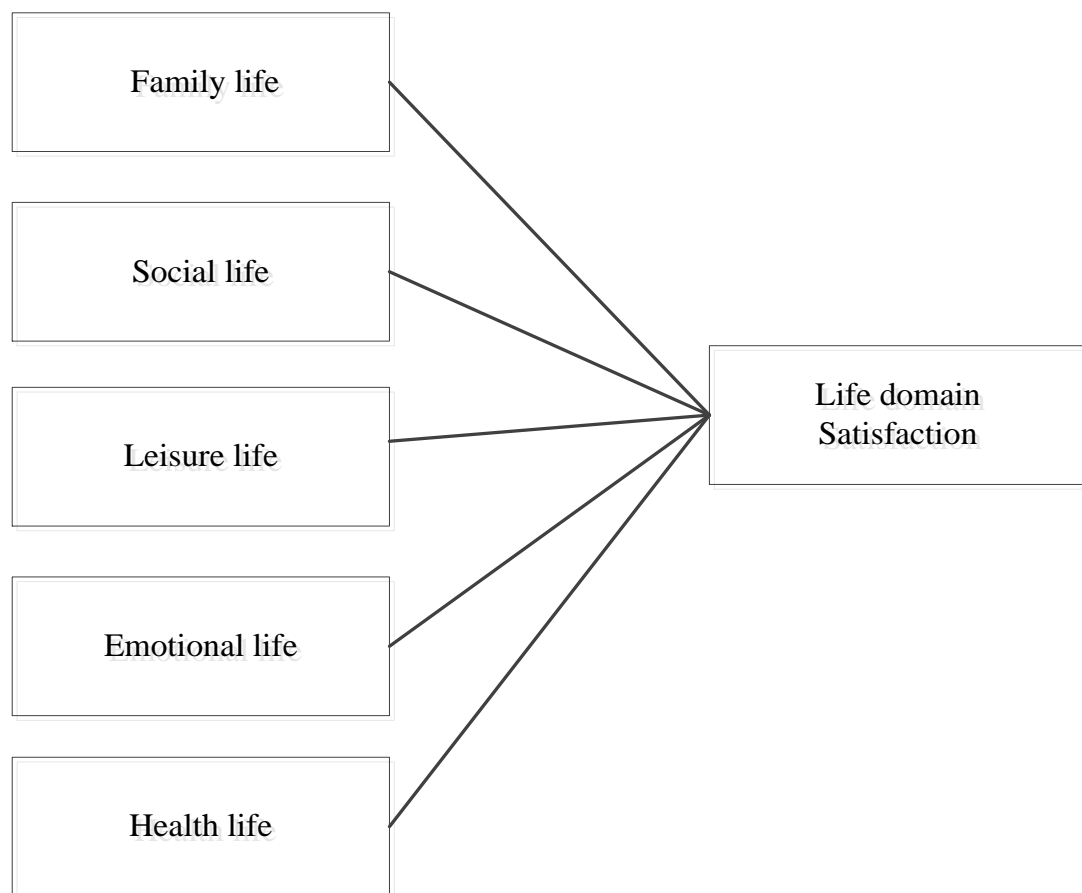 Family life
Social life
Life domain
Satisfaction
Leisure life
Emotional life
Health life